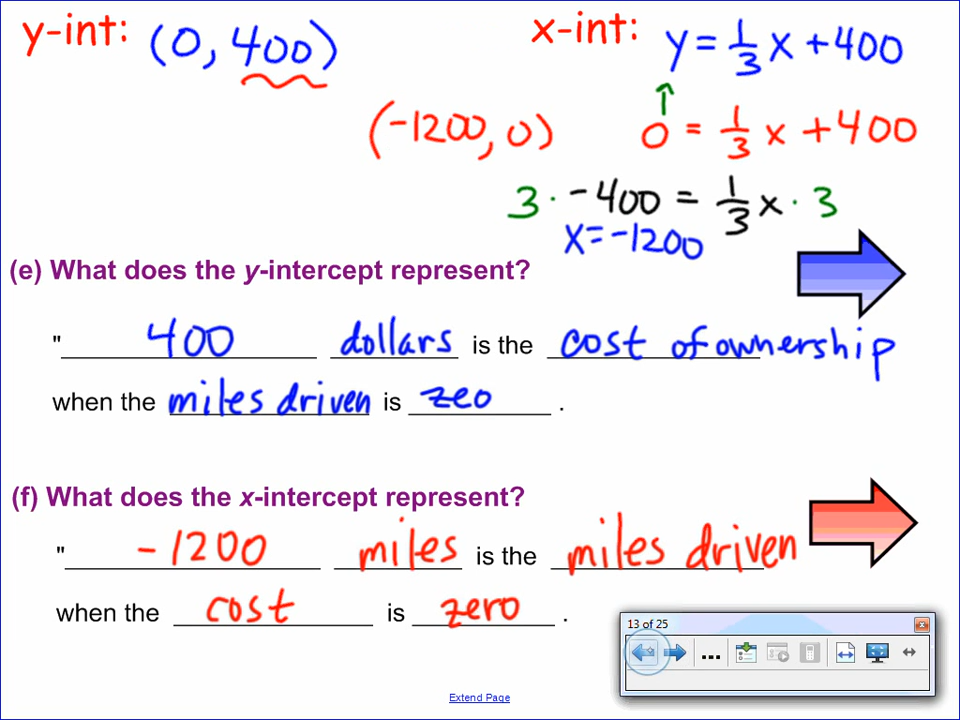 y-int: (0, 400)
x-int: y = 1/3 x + 400
(-1200, 0)
0 = 1/3 x + 400
3 · -400 = 1/3 x · 3
x = -1200
(e) What does the y-intercept represent?
" 400 dollars is the cost of ownership
when the miles driven is zeo .
(f) What does the x-intercept represent?
" -1200 miles is the miles driven
when the cost is zero .
13 of 25
Extend Page